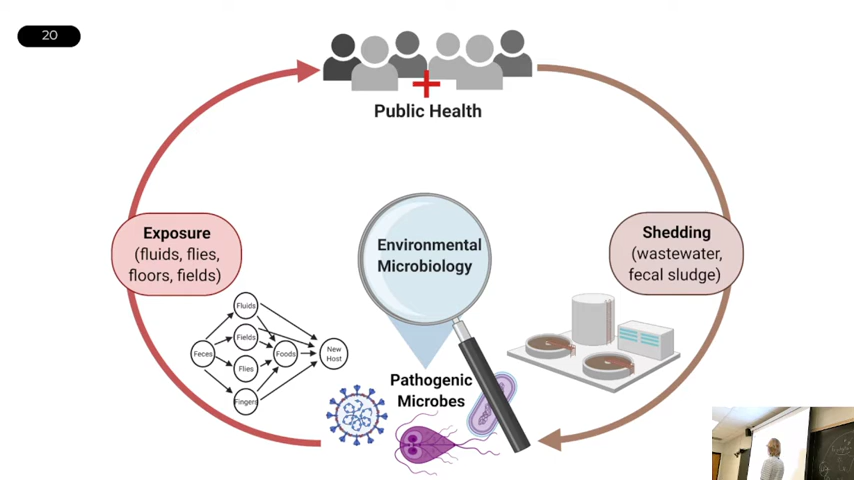 20
Public Health
Exposure
(fluids, flies,
floors, fields)
Environmental
Microbiology
Shedding
(wastewater,
fecal sludge)
Fluids
Fields
Feces
Foods
New
Host
Flies
Fingers
Pathogenic
Microbes